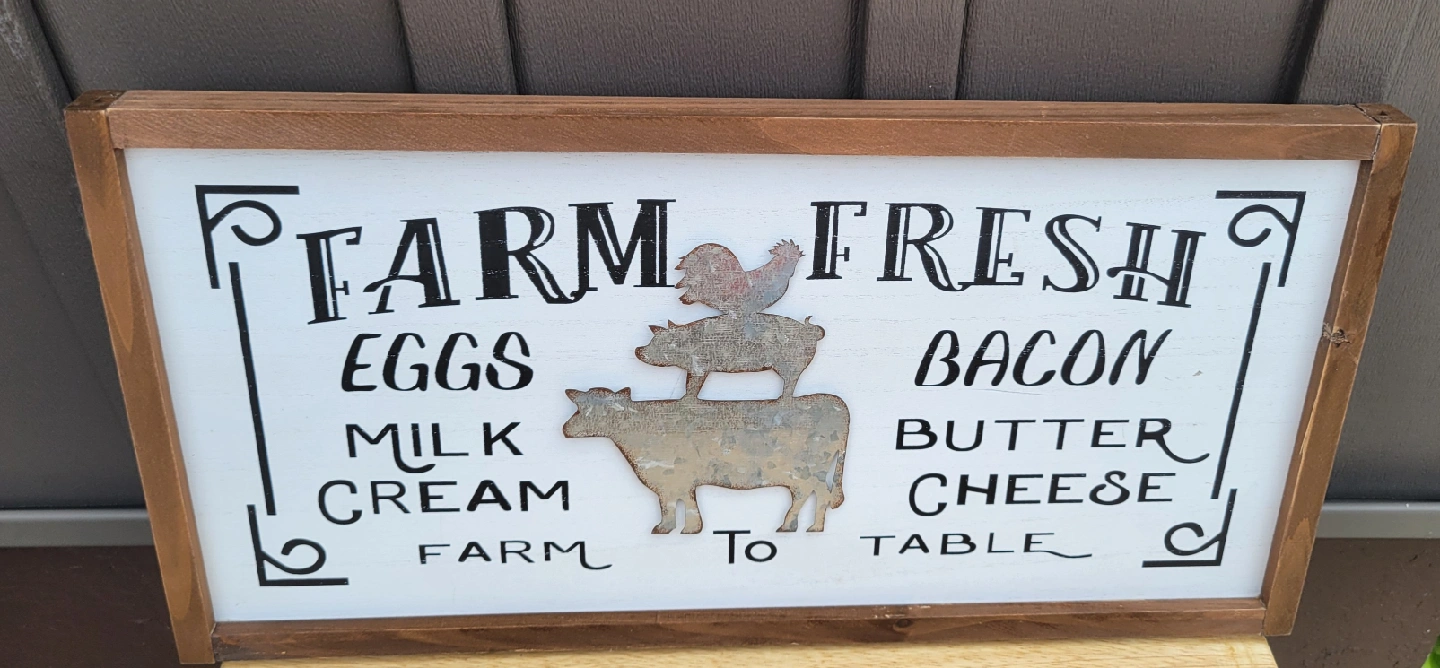 FARM FRESH
EGGS BACON
MILK BUTTER
CREAM CHEESE
FARM To TABLE